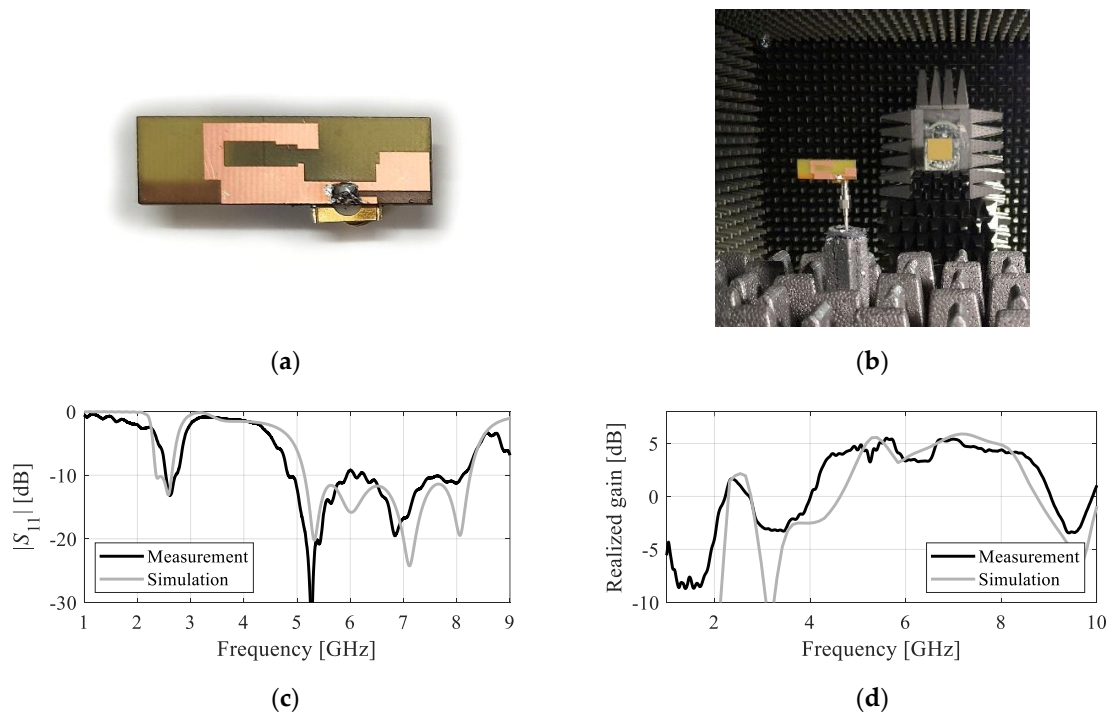 (a)
(b)
0
-10
-20
-30
|S11| [dB]
Measurement
Simulation
1 2 3 4 5 6 7 8 9
Frequency [GHz]
(c)
5
0
-5
-10
Realized gain [dB]
Measurement
Simulation
2 4 6 8 10
Frequency [GHz]
(d)